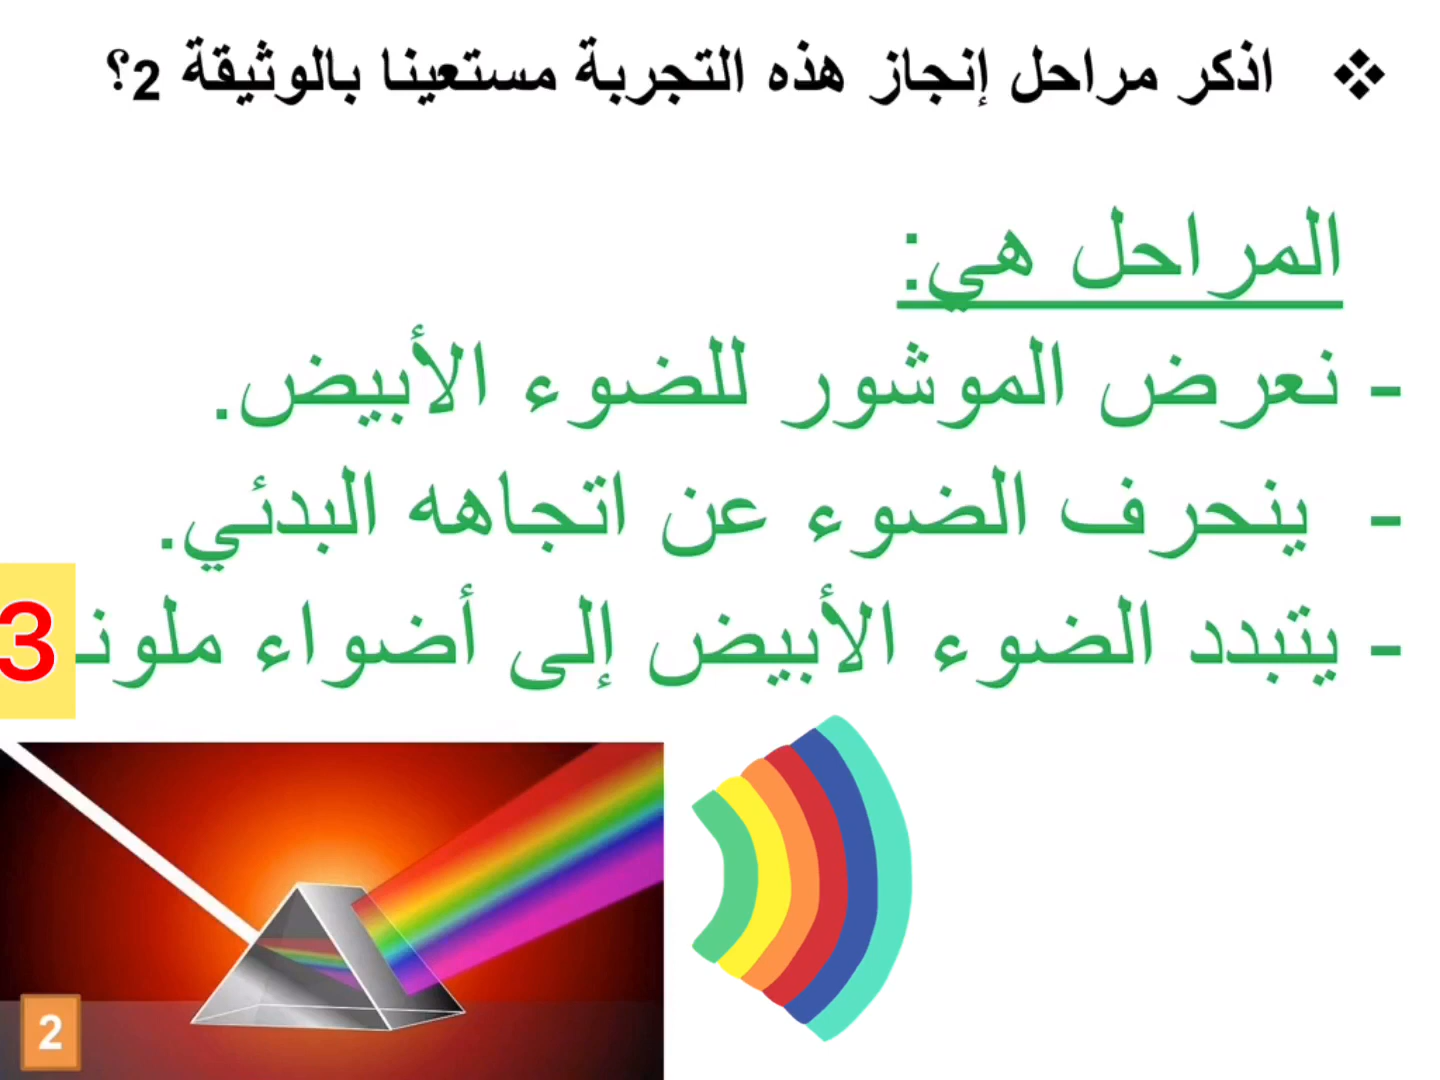 ❖ اذكر مراحل إنجاز هذه التجربة مستعينا بالوثيقة 2؟
المراحل هي:
- نعرض الموشور للضوء الأبيض.
- ينحرف الضوء عن اتجاهه البدئي.
- يتبدد الضوء الأبيض إلى أضواء ملونـ
3
2